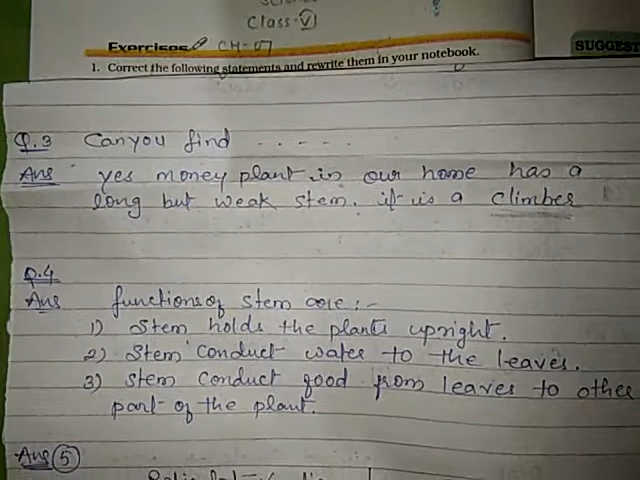 Class-V
Exercises CH-07
SUGGEST
1. Correct the following statements and rewrite them in your notebook.
Q.3 Can you find . . . . .
Ans yes money plant in our home has a
long but weak stem. it is a climber
Q.4
Ans functions of stem are :-
1) Stem holds the plants upright.
2) Stem conduct water to the leaves.
3) Stem conduct food from leaves to other
part of the plant.
Ans 5